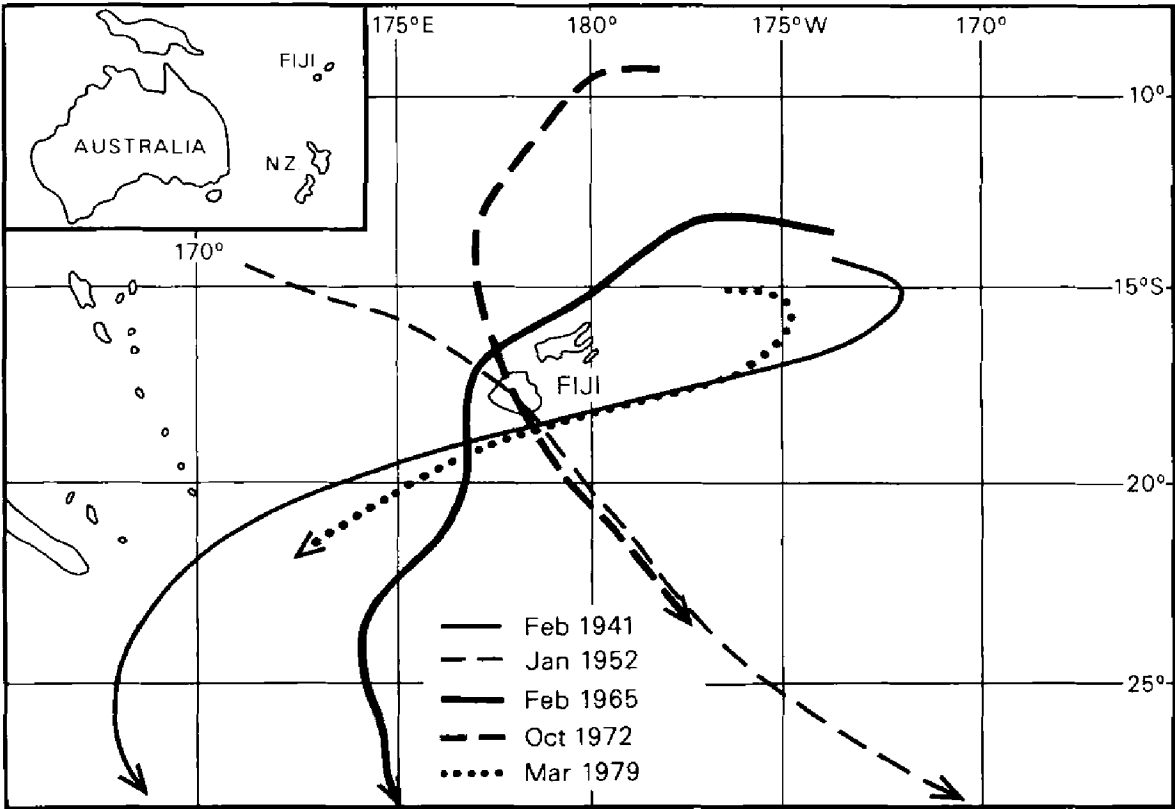 175°E 180° 175°W 170°
FIJI
10°
AUSTRALIA
NZ
170°
15°S
FIJI
20°
Feb 1941
Jan 1952
25°
Feb 1965
Oct 1972
Mar 1979